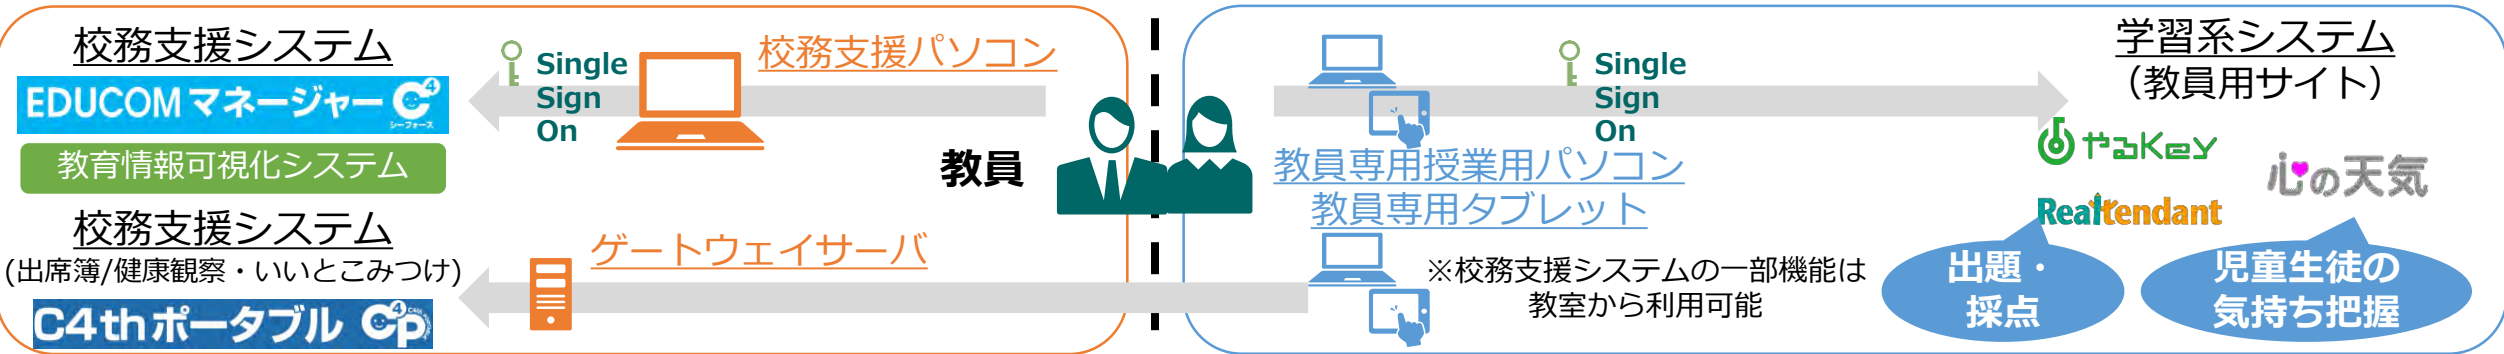 校務支援システム
EDUCOMマネージャー C4
シーフォース
教育情報可視化システム
校務支援システム
(出席簿/健康観察・いいとこみつけ)
C4thポータブル
Single
Sign
On
校務支援パソコン
教員
ゲートウェイサーバ
Single
Sign
On
教員専用授業用パソコン
教員専用タブレット
※校務支援システムの一部機能は
教室から利用可能
学習系システム
（教員用サイト）
やるKey
心の天気
Realtendant
出題・
採点
児童生徒の
気持ち把握